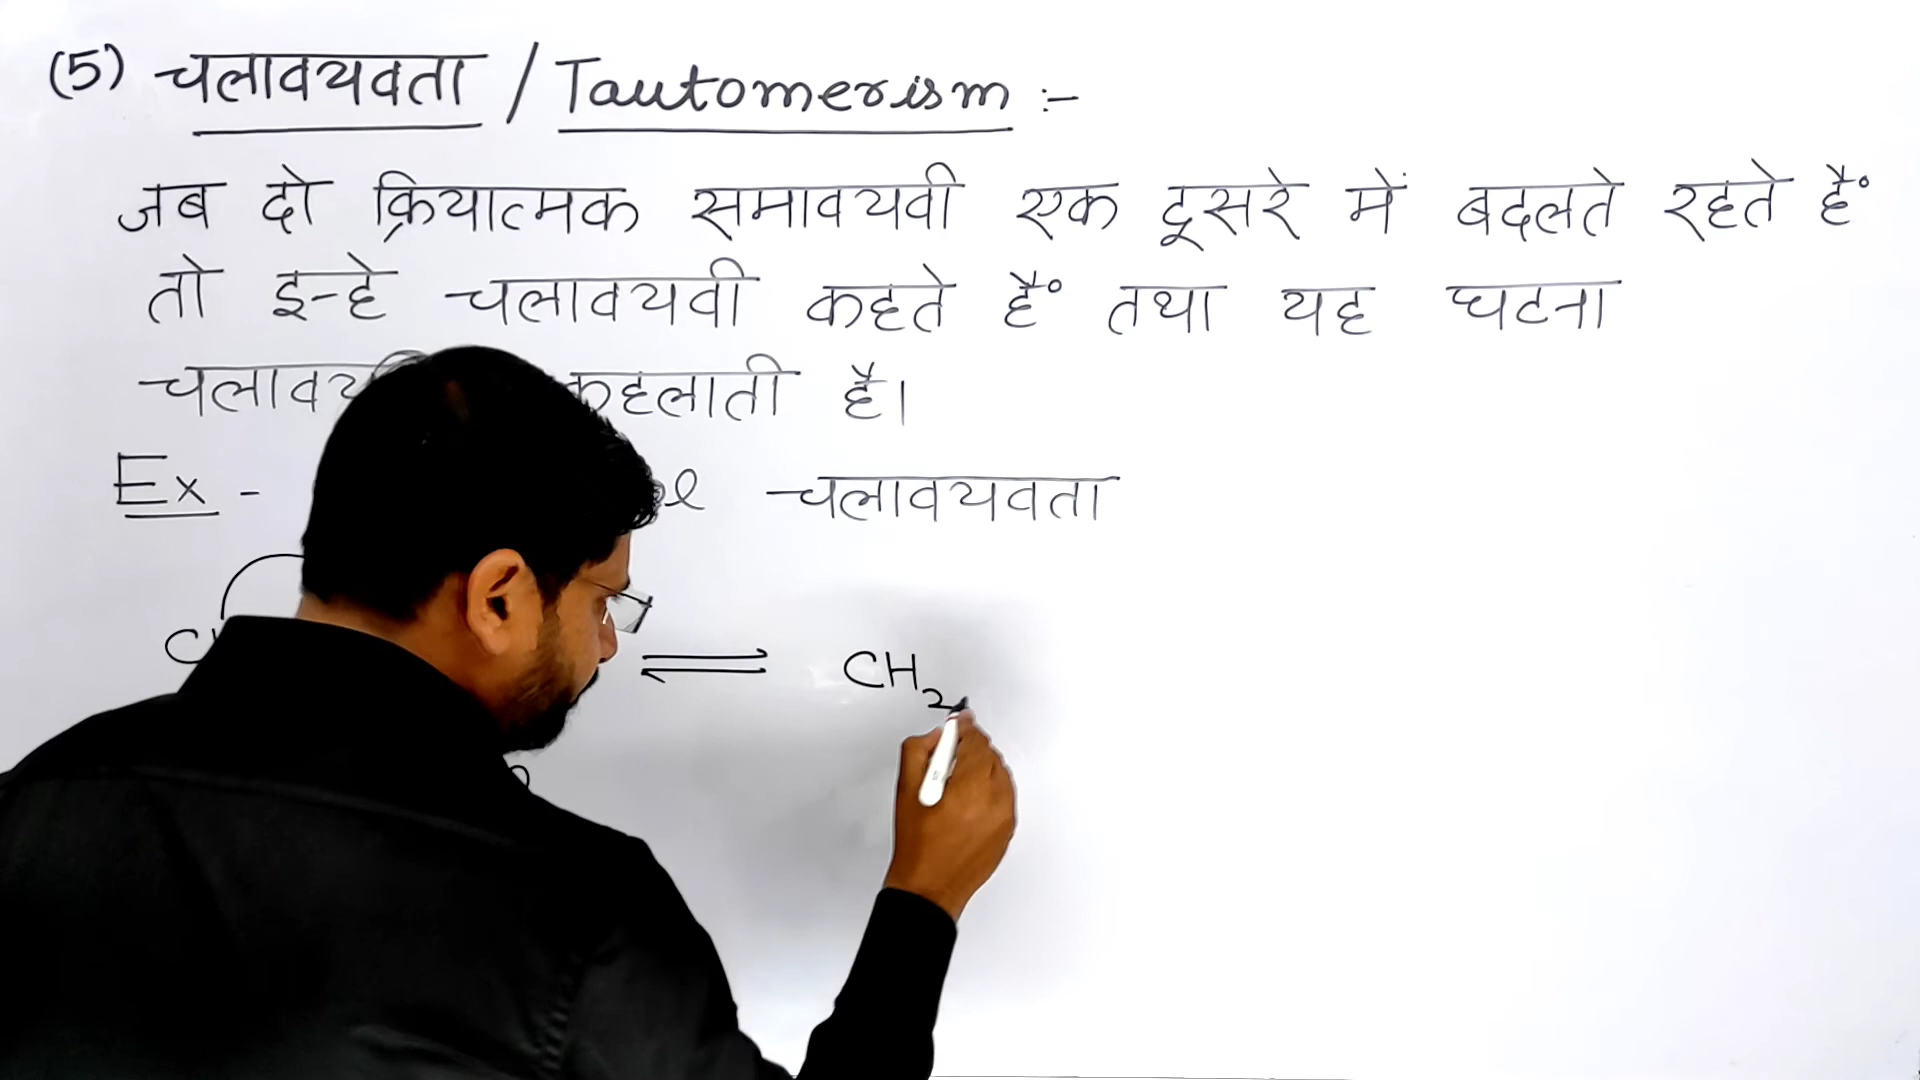 (5) चलावयवता / Tautomerism :-
जब दो क्रियात्मक समावयवी एक दूसरे में बदलते रहते हैं
तो इन्हे चलावयवी कहते हैं तथा यह घटना
कहलाती है।
Ex - चलावयवता
⇌ CH₂